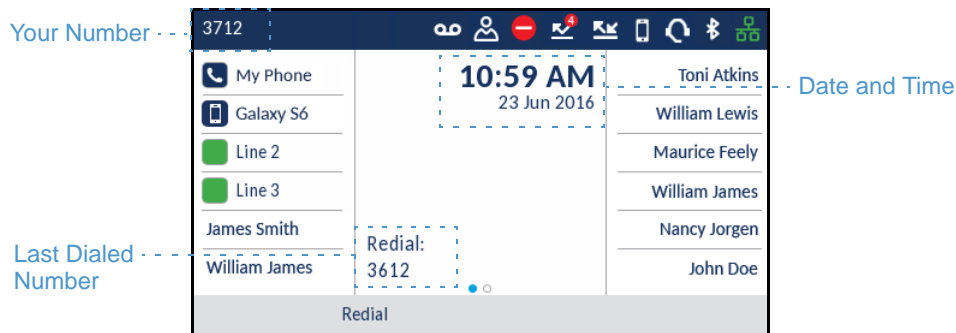 Your Number
3712
4
My Phone
Galaxy S6
Line 2
Line 3
James Smith
William James
10:59 AM
23 Jun 2016
Redial:
3612
Toni Atkins
William Lewis
Maurice Feely
William James
Nancy Jorgen
John Doe
Date and Time
Last Dialed
Number
Redial